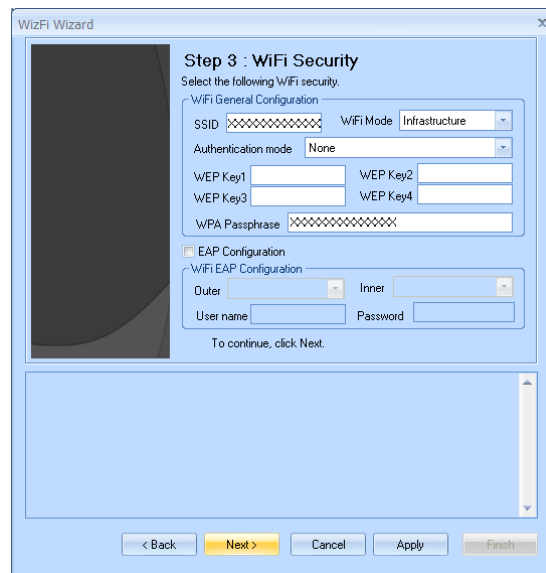 WizFi Wizard x
Step 3 : WiFi Security
Select the following WiFi security.
WiFi General Configuration
SSID XXXXXXXXXXXXX WiFi Mode Infrastructure
Authentication mode None
WEP Key1 WEP Key2
WEP Key3 WEP Key4
WPA Passphrase XXXXXXXXXXXXXXX
EAP Configuration
WiFi EAP Configuration
Outer Inner
User name Password
To continue, click Next.
< Back Next > Cancel Apply Finish